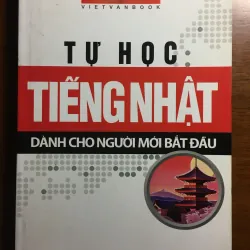 VIETVANBOOK
TỰ HỌC
TIẾNG NHẬT
DÀNH CHO NGƯỜI MỚI BẮT ĐẦU